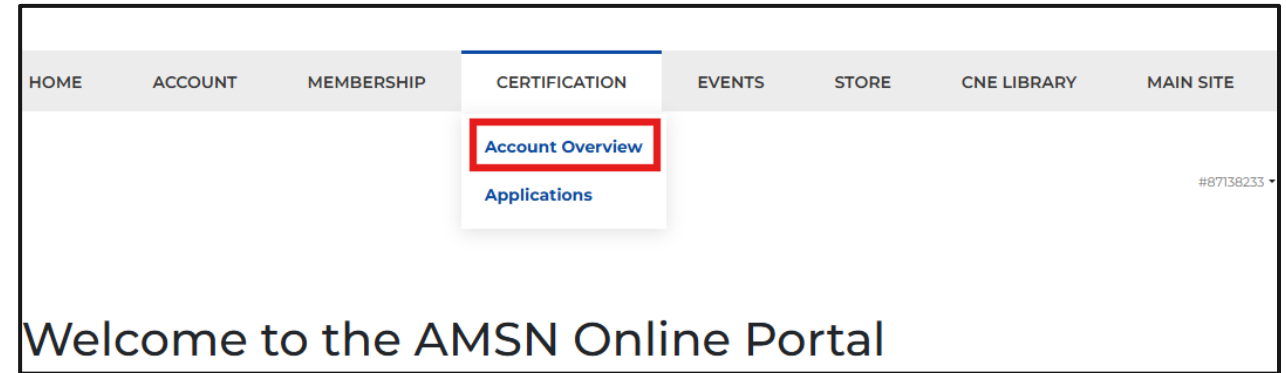 HOME ACCOUNT MEMBERSHIP CERTIFICATION EVENTS STORE CNE LIBRARY MAIN SITE
Account Overview
#87138233
Applications
Welcome to the AMSN Online Portal